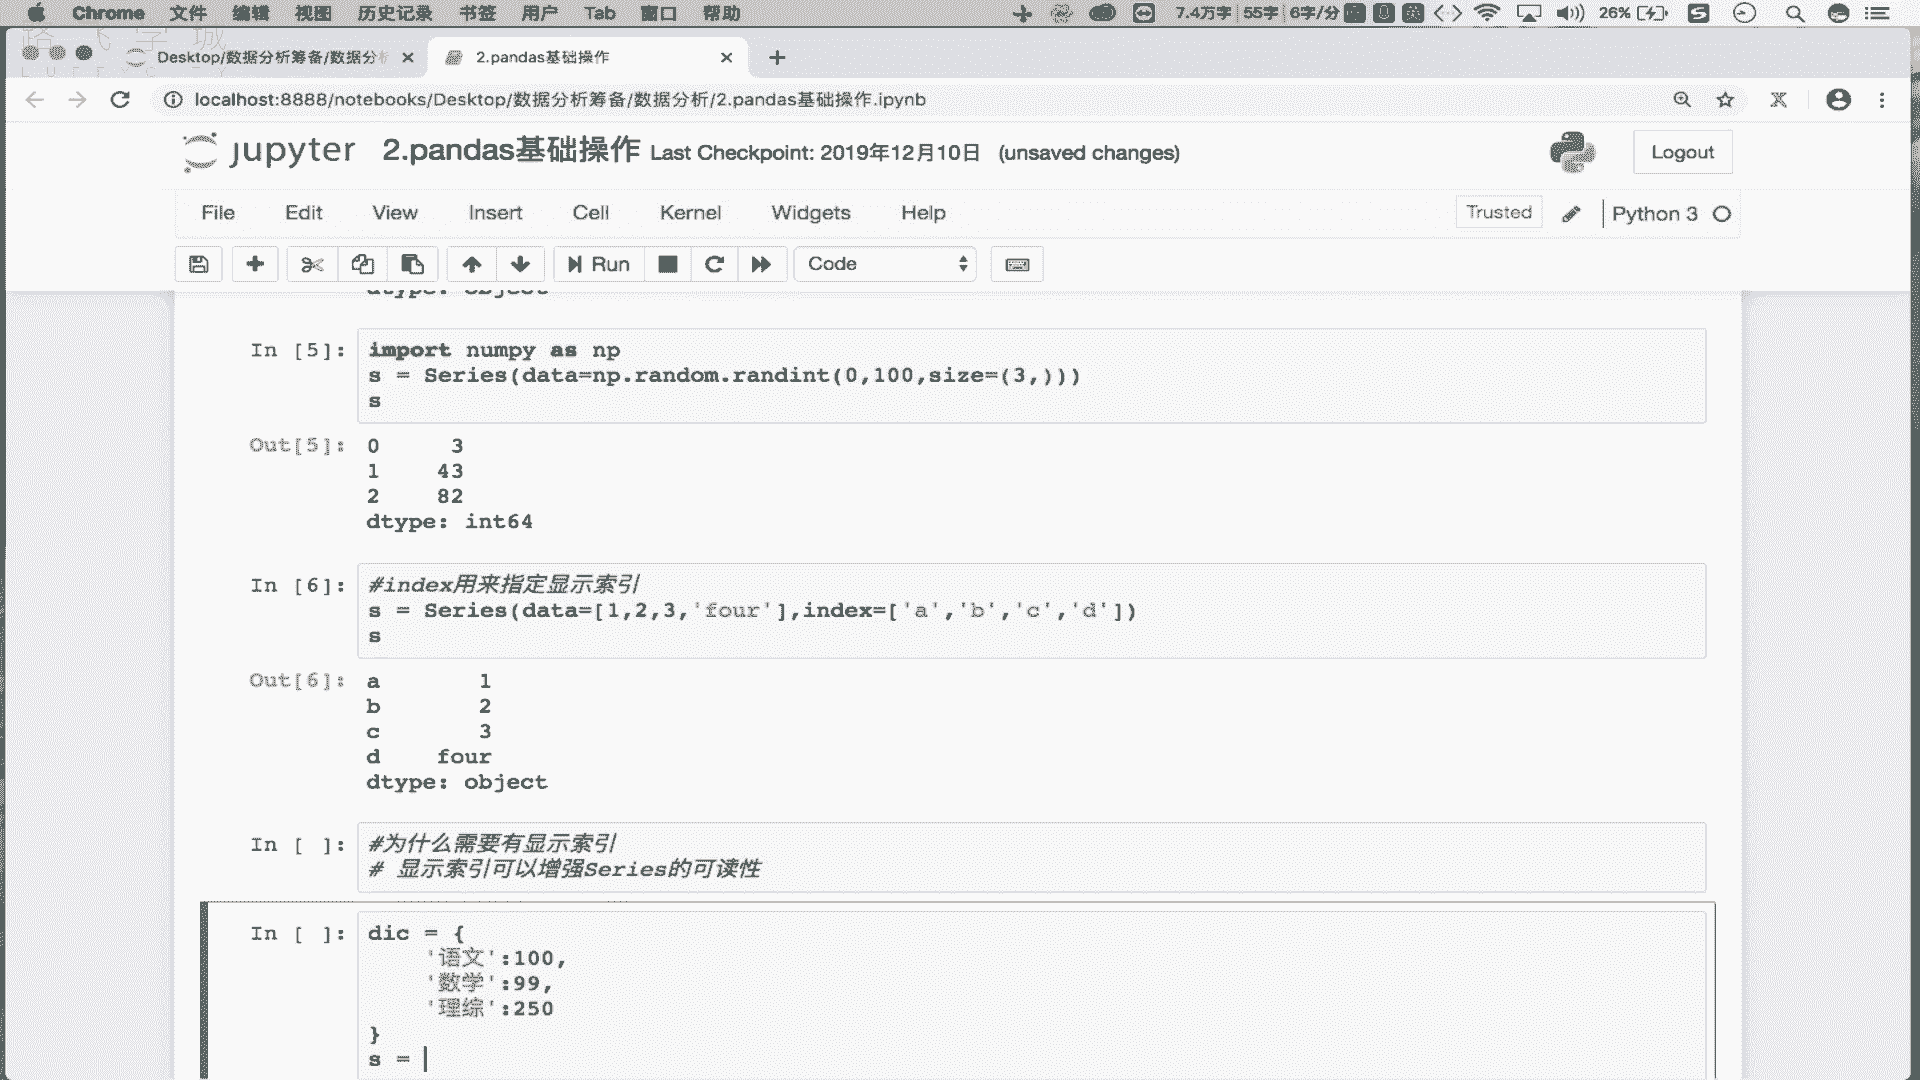 Chrome 文件 编辑 视图 历史记录 书签 用户 Tab 窗口 帮助 7.4万字 55字 6字/分 英 26%
路飞学城
Desktop/数据分析筹备/数据分析
2.pandas基础操作
localhost:8888/notebooks/Desktop/数据分析筹备/数据分析/2.pandas基础操作.ipynb
jupyter 2.pandas基础操作 Last Checkpoint: 2019年12月10日 (unsaved changes) Logout
File Edit View Insert Cell Kernel Widgets Help Trusted Python 3
Run Code
dtype: object
In [5]: import numpy as np
s = Series(data=np.random.randint(0,100,size=(3,)))
s
Out[5]: 0 3
1 43
2 82
dtype: int64
In [6]: #index用来指定显示索引
s = Series(data=[1,2,3,'four'],index=['a','b','c','d'])
s
Out[6]: a 1
b 2
c 3
d four
dtype: object
In [ ]: #为什么需要有显示索引
# 显示索引可以增强Series的可读性
In [ ]: dic = {
'语文':100,
'数学':99,
'理综':250
}
s =